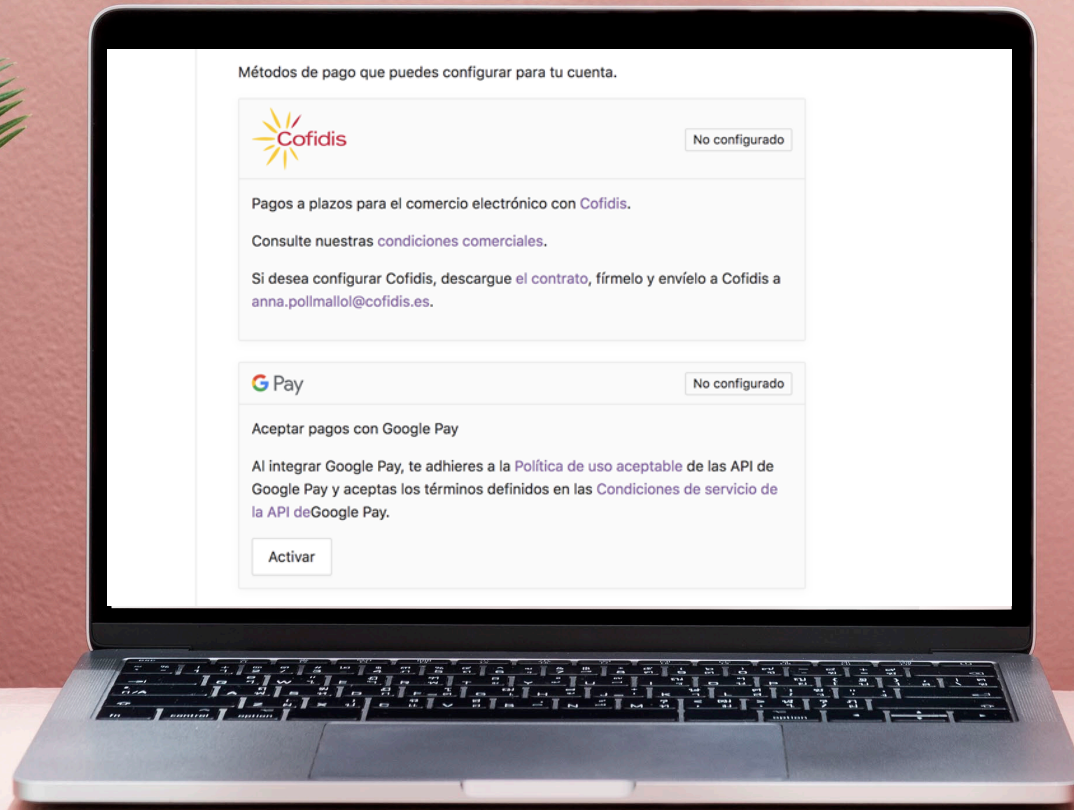 Métodos de pago que puedes configurar para tu cuenta.
Cofidis
No configurado
Pagos a plazos para el comercio electrónico con Cofidis.
Consulte nuestras condiciones comerciales.
Si desea configurar Cofidis, descargue el contrato, fírmelo y envíelo a Cofidis a
anna.pollmallol@cofidis.es.
G Pay
No configurado
Aceptar pagos con Google Pay
Al integrar Google Pay, te adhieres a la Política de uso aceptable de las API de
Google Pay y aceptas los términos definidos en las Condiciones de servicio de
la API deGoogle Pay.
Activar
fn control option
option